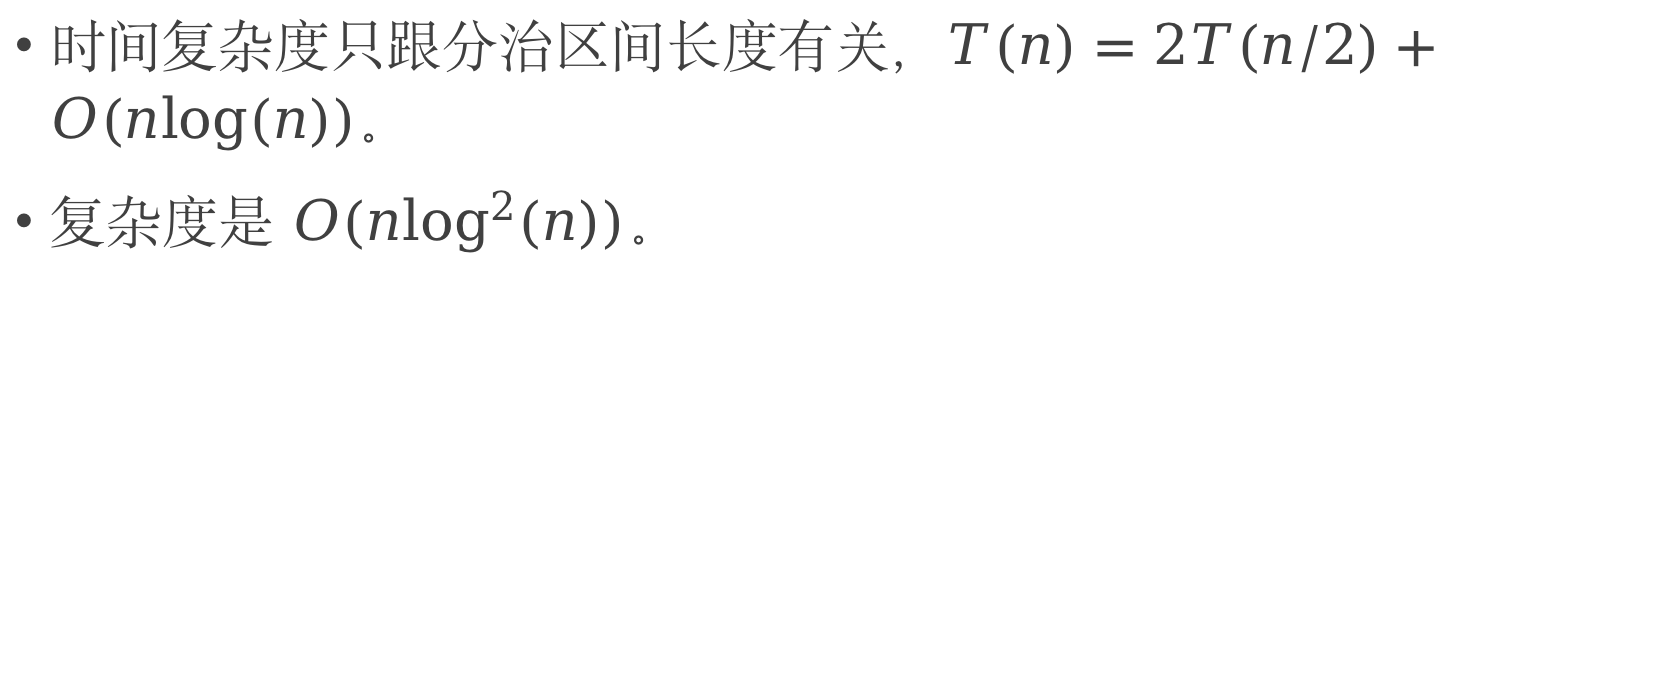 • 时间复杂度只跟分治区间长度有关，T(n) = 2T(n/2) +
O(nlog(n))。
• 复杂度是 O(nlog²(n))。